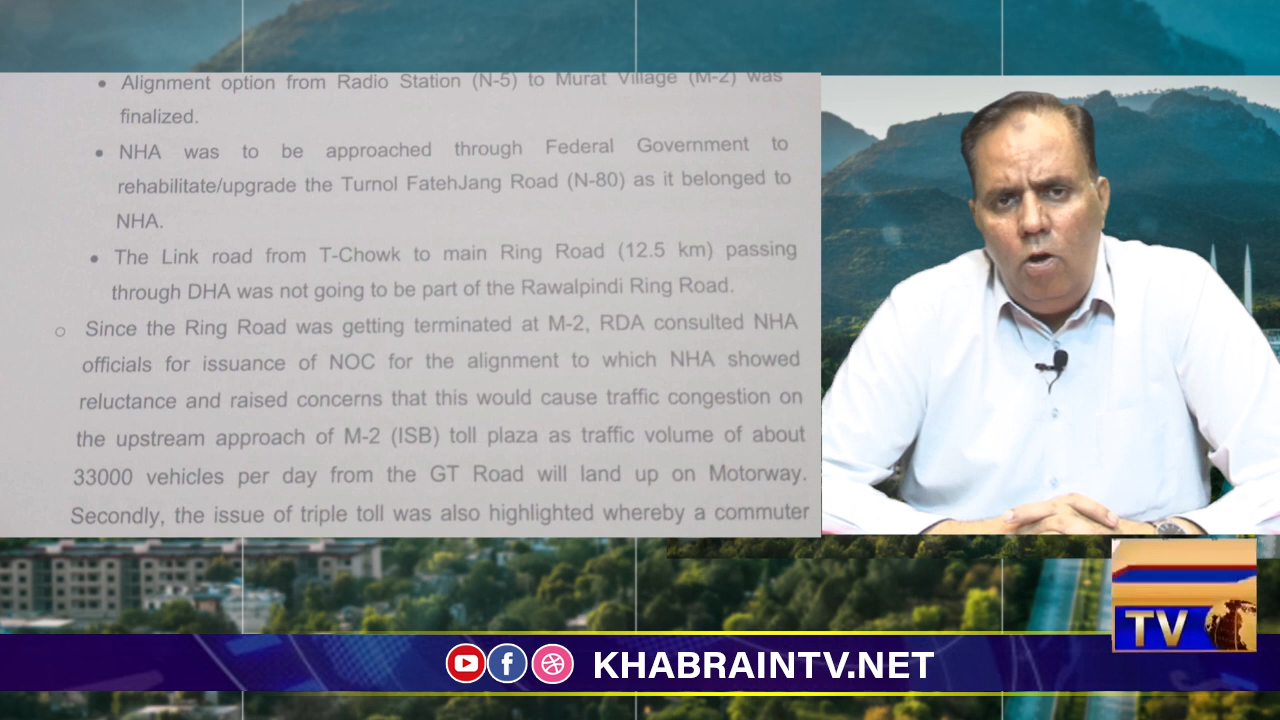 Alignment option from Radio Station (N-5) to Murat Village (M-2) was
finalized.
NHA was to be approached through Federal Government to
rehabilitate/upgrade the Turnol FatehJang Road (N-80) as it belonged to
NHA.
The Link road from T-Chowk to main Ring Road (12.5 km) passing
through DHA was not going to be part of the Rawalpindi Ring Road.
Since the Ring Road was getting terminated at M-2, RDA consulted NHA
officials for issuance of NOC for the alignment to which NHA showed
reluctance and raised concerns that this would cause traffic congestion on
the upstream approach of M-2 (ISB) toll plaza as traffic volume of about
33000 vehicles per day from the GT Road will land up on Motorway.
Secondly, the issue of triple toll was also highlighted whereby a commuter
TV
KHABRAINTV.NET